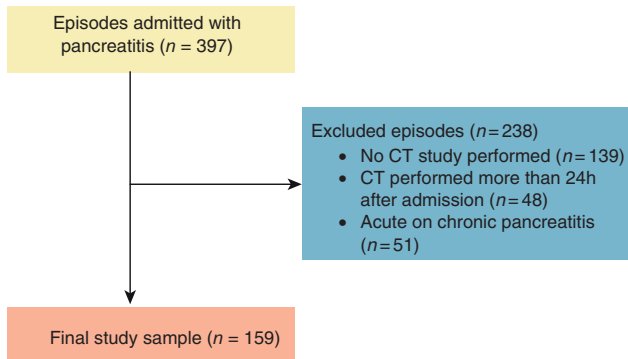 Episodes admitted with
pancreatitis (n = 397)
Excluded episodes (n=238)
• No CT study performed (n=139)
• CT performed more than 24h
after admission (n=48)
• Acute on chronic pancreatitis
(n=51)
Final study sample (n = 159)